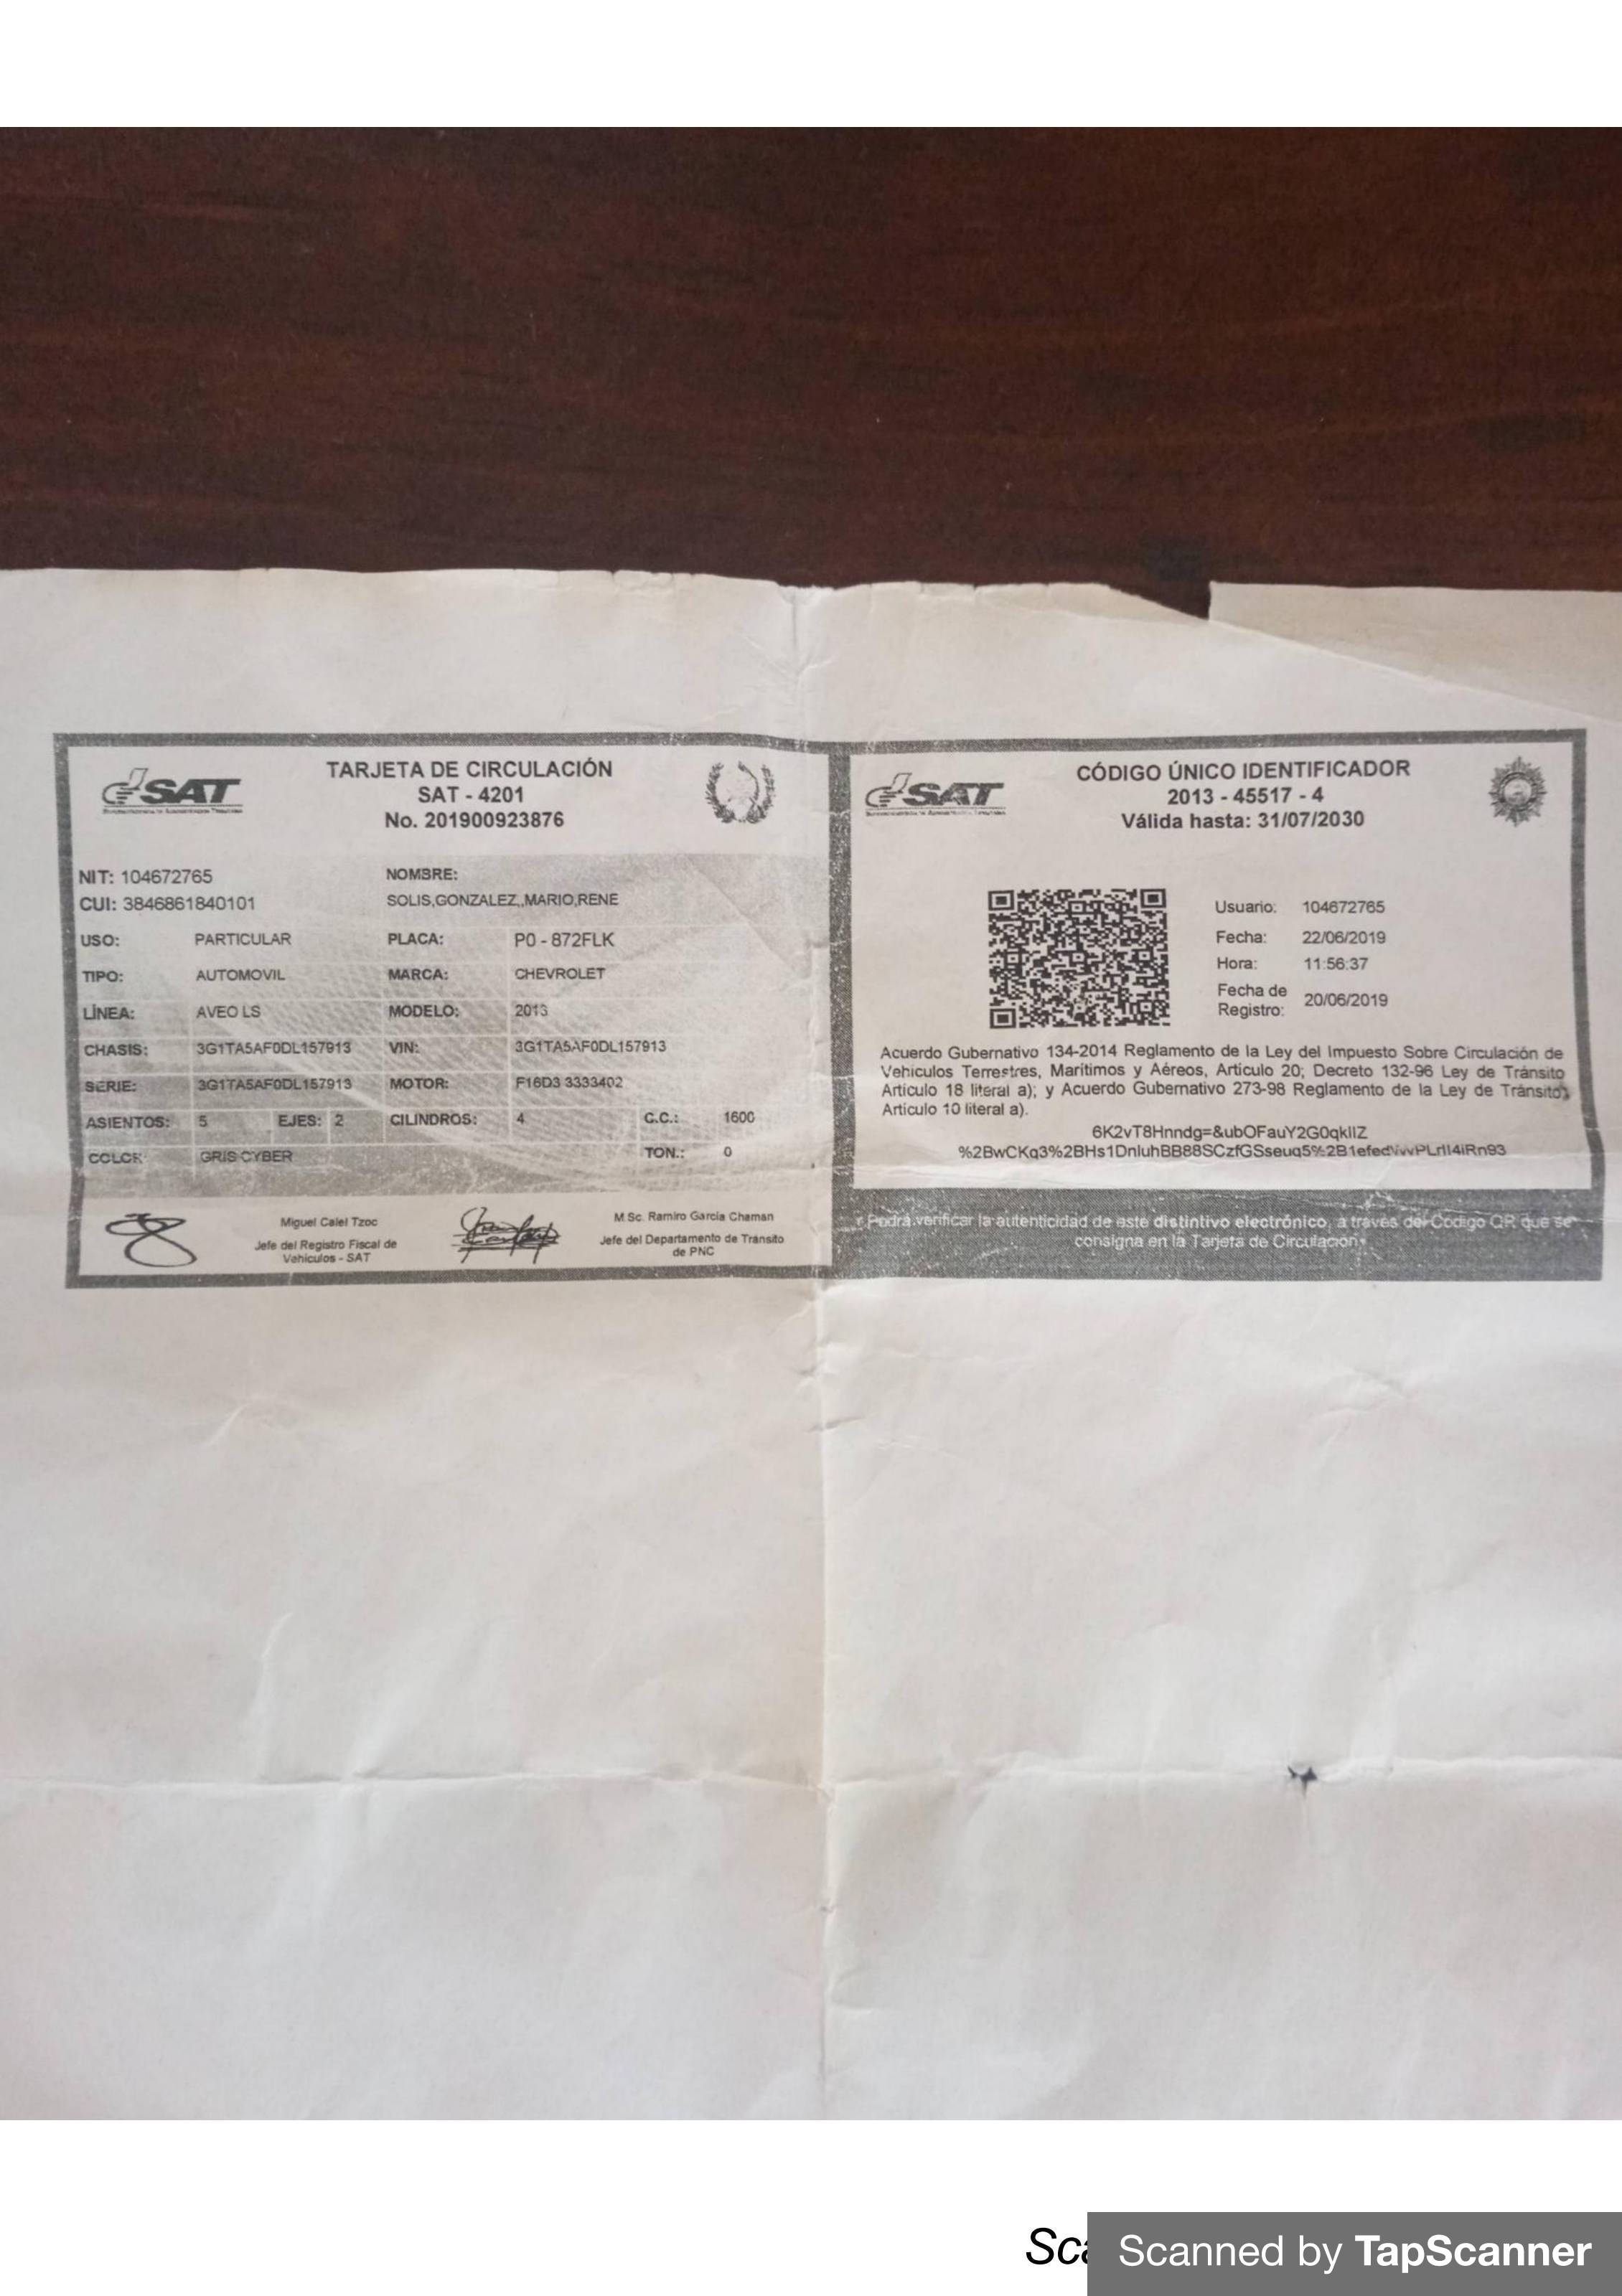 SAT
TARJETA DE CIRCULACIÓN
SAT - 4201
No. 201900923876
NIT: 104672765
NOMBRE:
CUI: 3846861840101
SOLIS,GONZALEZ,,MARIO,RENE
USO: PARTICULAR PLACA: P0 - 872FLK
TIPO: AUTOMOVIL MARCA: CHEVROLET
LÍNEA: AVEO LS MODELO: 2013
CHASIS: 3G1TA5AF0DL157913 VIN: 3G1TA5AF0DL157913
SERIE: 3G1TA5AF0DL157913 MOTOR: F16D3 3333402
ASIENTOS: 5 EJES: 2 CILINDROS: 4 C.C.: 1600
COLOR: GRIS CYBER TON.: 0
Miguel Calel Tzoc
Jefe del Registro Fiscal de
Vehículos - SAT
M.Sc. Ramiro García Chaman
Jefe del Departamento de Tránsito
de PNC
SAT
CÓDIGO ÚNICO IDENTIFICADOR
2013 - 45517 - 4
Válida hasta: 31/07/2030
Usuario: 104672765
Fecha: 22/06/2019
Hora: 11:56:37
Fecha de
Registro: 20/06/2019
Acuerdo Gubernativo 134-2014 Reglamento de la Ley del Impuesto Sobre Circulación de
Vehículos Terrestres, Marítimos y Aéreos, Artículo 20; Decreto 132-96 Ley de Tránsito
Artículo 18 literal a); y Acuerdo Gubernativo 273-98 Reglamento de la Ley de Tránsito,
Artículo 10 literal a).
Podrá verificar la autenticidad de este distintivo electrónico, a través del Código QR que se
consigna en la Tarjeta de Circulación.
Scanned by TapScanner